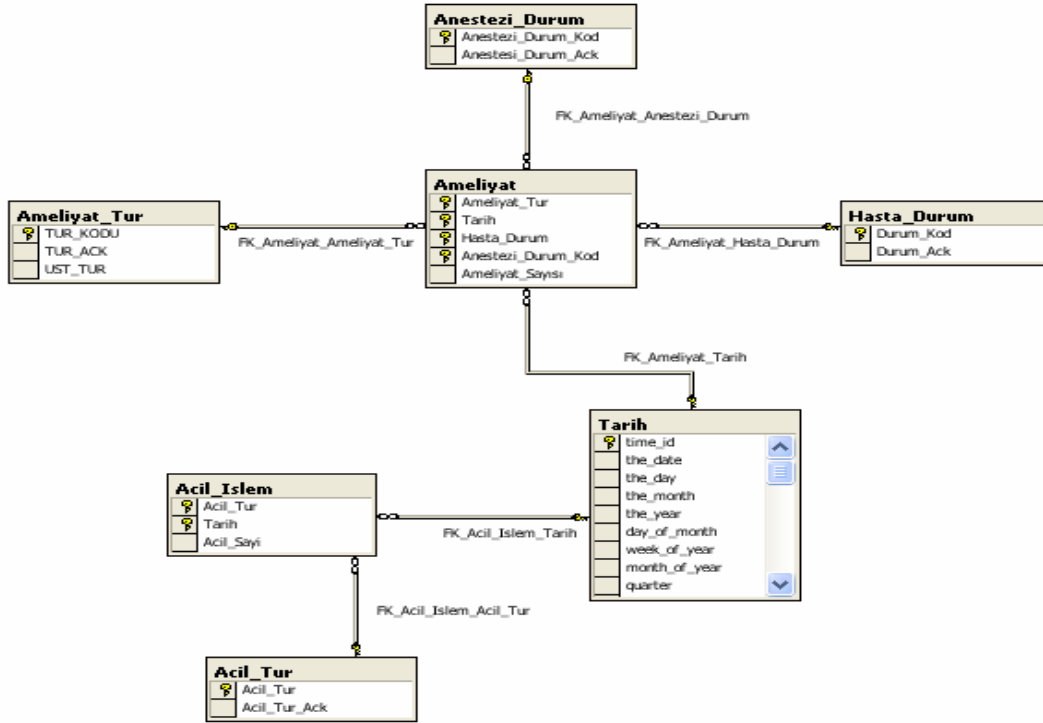 Anestezi_Durum
Anestezi_Durum_Kod
Anestesi_Durum_Ack
FK_Ameliyat_Anestezi_Durum
Ameliyat
Ameliyat_Tur
Tarih
Hasta_Durum
Anestezi_Durum_Kod
Ameliyat_Sayısı
Ameliyat_Tur
TUR_KODU
TUR_ACK
UST_TUR
FK_Ameliyat_Ameliyat_Tur
FK_Ameliyat_Hasta_Durum
Hasta_Durum
Durum_Kod
Durum_Ack
FK_Ameliyat_Tarih
Tarih
time_id
the_date
the_day
the_month
the_year
day_of_month
week_of_year
month_of_year
quarter
Acil_Islem
Acil_Tur
Tarih
Acil_Sayi
FK_Acil_Islem_Tarih
FK_Acil_Islem_Acil_Tur
Acil_Tur
Acil_Tur
Acil_Tur_Ack